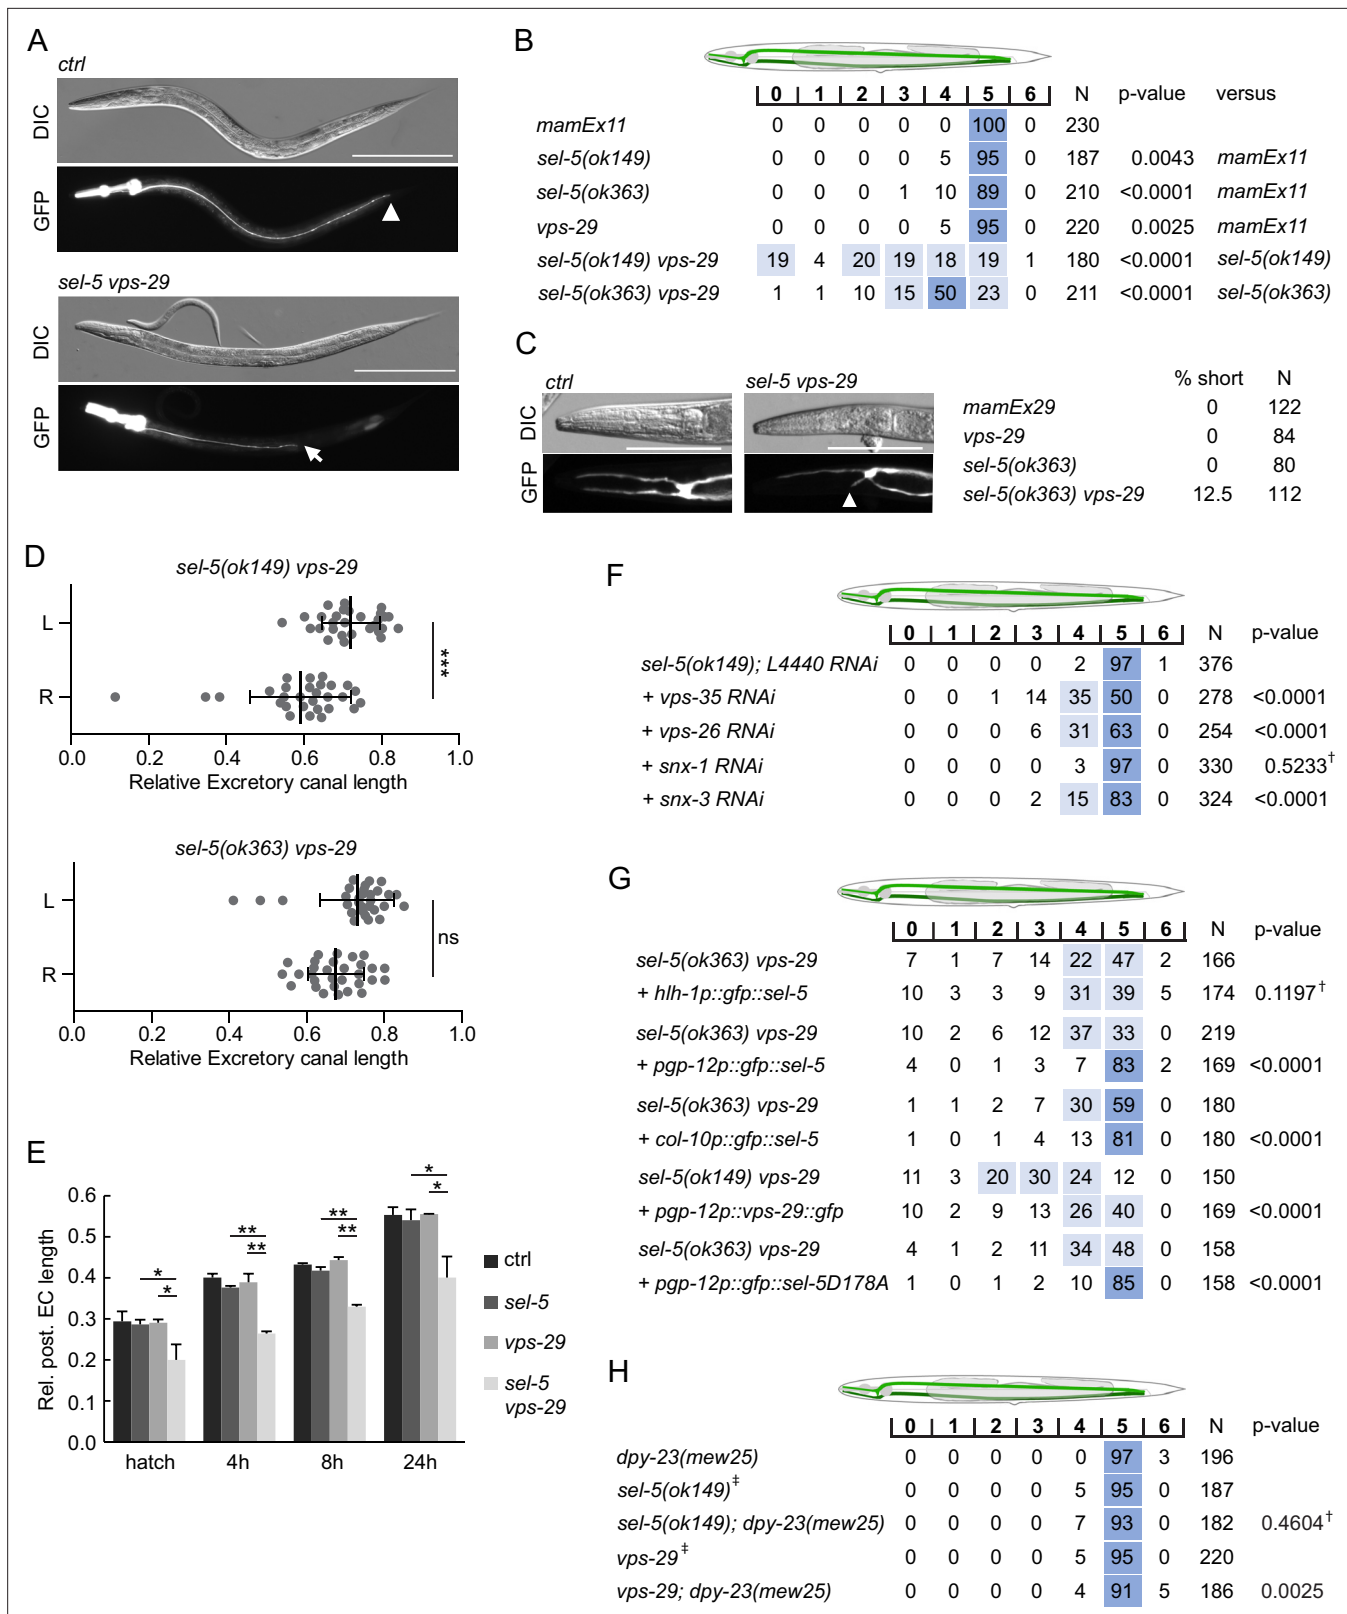 A
ctrl
DIC
GFP
sel-5 vps-29
DIC
GFP
B
0 1 2 3 4 5 6 N p-value versus
mamEx11 0 0 0 0 0 100 0 230
sel-5(ok149) 0 0 0 0 5 95 0 187 0.0043 mamEx11
sel-5(ok363) 0 0 0 1 10 89 0 210 <0.0001 mamEx11
vps-29 0 0 0 0 5 95 0 220 0.0025 mamEx11
sel-5(ok149) vps-29 19 4 20 19 18 19 1 180 <0.0001 sel-5(ok149)
sel-5(ok363) vps-29 1 1 10 15 50 23 0 211 <0.0001 sel-5(ok363)
C
ctrl sel-5 vps-29
DIC
GFP
% short N
mamEx29 0 122
vps-29 0 84
sel-5(ok363) 0 80
sel-5(ok363) vps-29 12.5 112
D
sel-5(ok149) vps-29
L
R
***
0.0 0.2 0.4 0.6 0.8 1.0
Relative Excretory canal length
sel-5(ok363) vps-29
L
R
ns
0.0 0.2 0.4 0.6 0.8 1.0
Relative Excretory canal length
E
Rel. post. EC length
0.6
0.5
0.4
0.3
0.2
0.1
0.0
* *
** **
** **
* *
hatch 4h 8h 24h
ctrl
sel-5
vps-29
sel-5
vps-29
F
0 1 2 3 4 5 6 N p-value
sel-5(ok149); L4440 RNAi 0 0 0 0 2 97 1 376
+ vps-35 RNAi 0 0 1 14 35 50 0 278 <0.0001
+ vps-26 RNAi 0 0 0 6 31 63 0 254 <0.0001
+ snx-1 RNAi 0 0 0 0 3 97 0 330 0.5233†
+ snx-3 RNAi 0 0 0 2 15 83 0 324 <0.0001
G
0 1 2 3 4 5 6 N p-value
sel-5(ok363) vps-29 7 1 7 14 22 47 2 166
+ hlh-1p::gfp::sel-5 10 3 3 9 31 39 5 174 0.1197†
sel-5(ok363) vps-29 10 2 6 12 37 33 0 219
+ pgp-12p::gfp::sel-5 4 0 1 3 7 83 2 169 <0.0001
sel-5(ok363) vps-29 1 1 2 7 30 59 0 180
+ col-10p::gfp::sel-5 1 0 1 4 13 81 0 180 <0.0001
sel-5(ok149) vps-29 11 3 20 30 24 12 0 150
+ pgp-12p::vps-29::gfp 10 2 9 13 26 40 0 169 <0.0001
sel-5(ok363) vps-29 4 1 2 11 34 48 0 158
+ pgp-12p::gfp::sel-5D178A 1 0 1 2 10 85 0 158 <0.0001
H
0 1 2 3 4 5 6 N p-value
dpy-23(mew25) 0 0 0 0 0 97 3 196
sel-5(ok149)‡ 0 0 0 0 5 95 0 187
sel-5(ok149); dpy-23(mew25) 0 0 0 0 7 93 0 182 0.4604†
vps-29‡ 0 0 0 0 5 95 0 220
vps-29; dpy-23(mew25) 0 0 0 0 4 91 5 186 0.0025